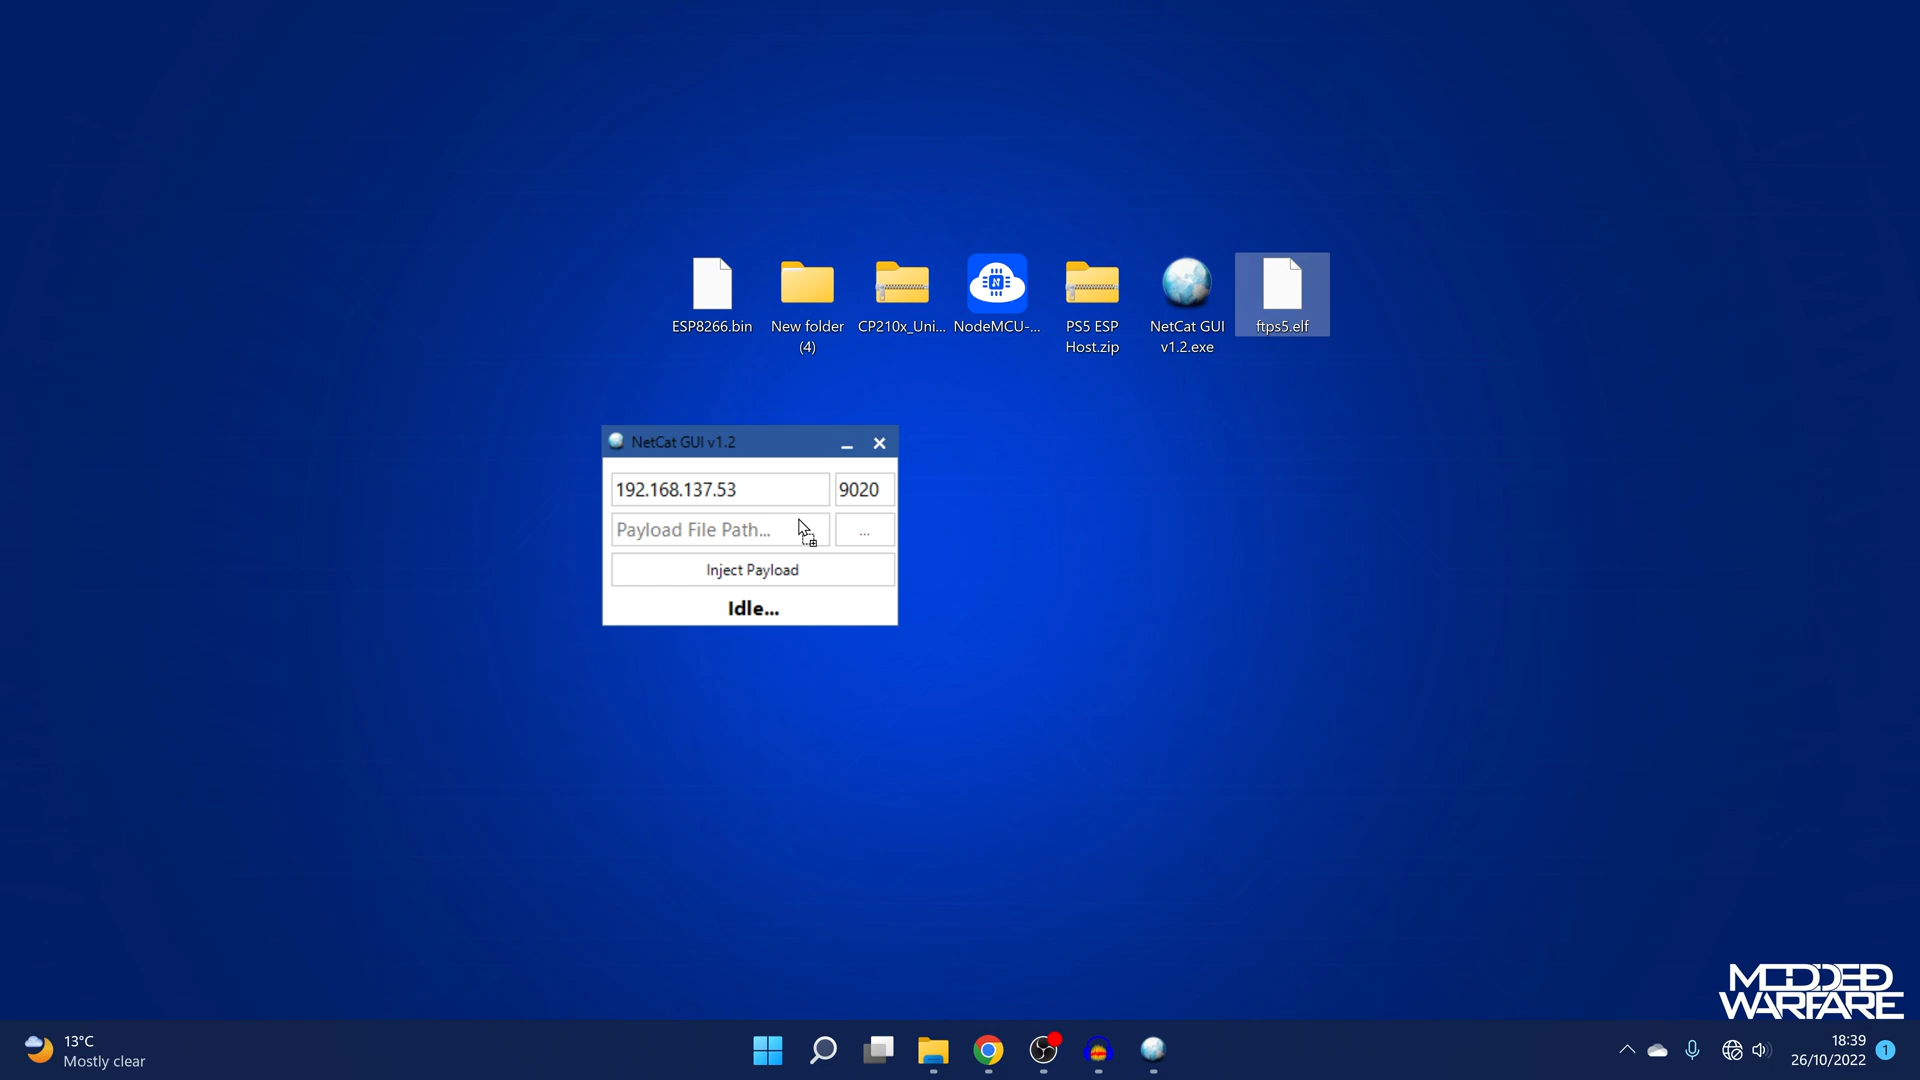 ESP8266.bin
New folder
(4)
CP210x_Uni...
NodeMCU-...
PS5 ESP
Host.zip
NetCat GUI
v1.2.exe
ftps5.elf
NetCat GUI v1.2
192.168.137.53
9020
Payload File Path...
...
Inject Payload
Idle...
MODDED
WARFARE
13°C
Mostly clear
18:39
26/10/2022
1